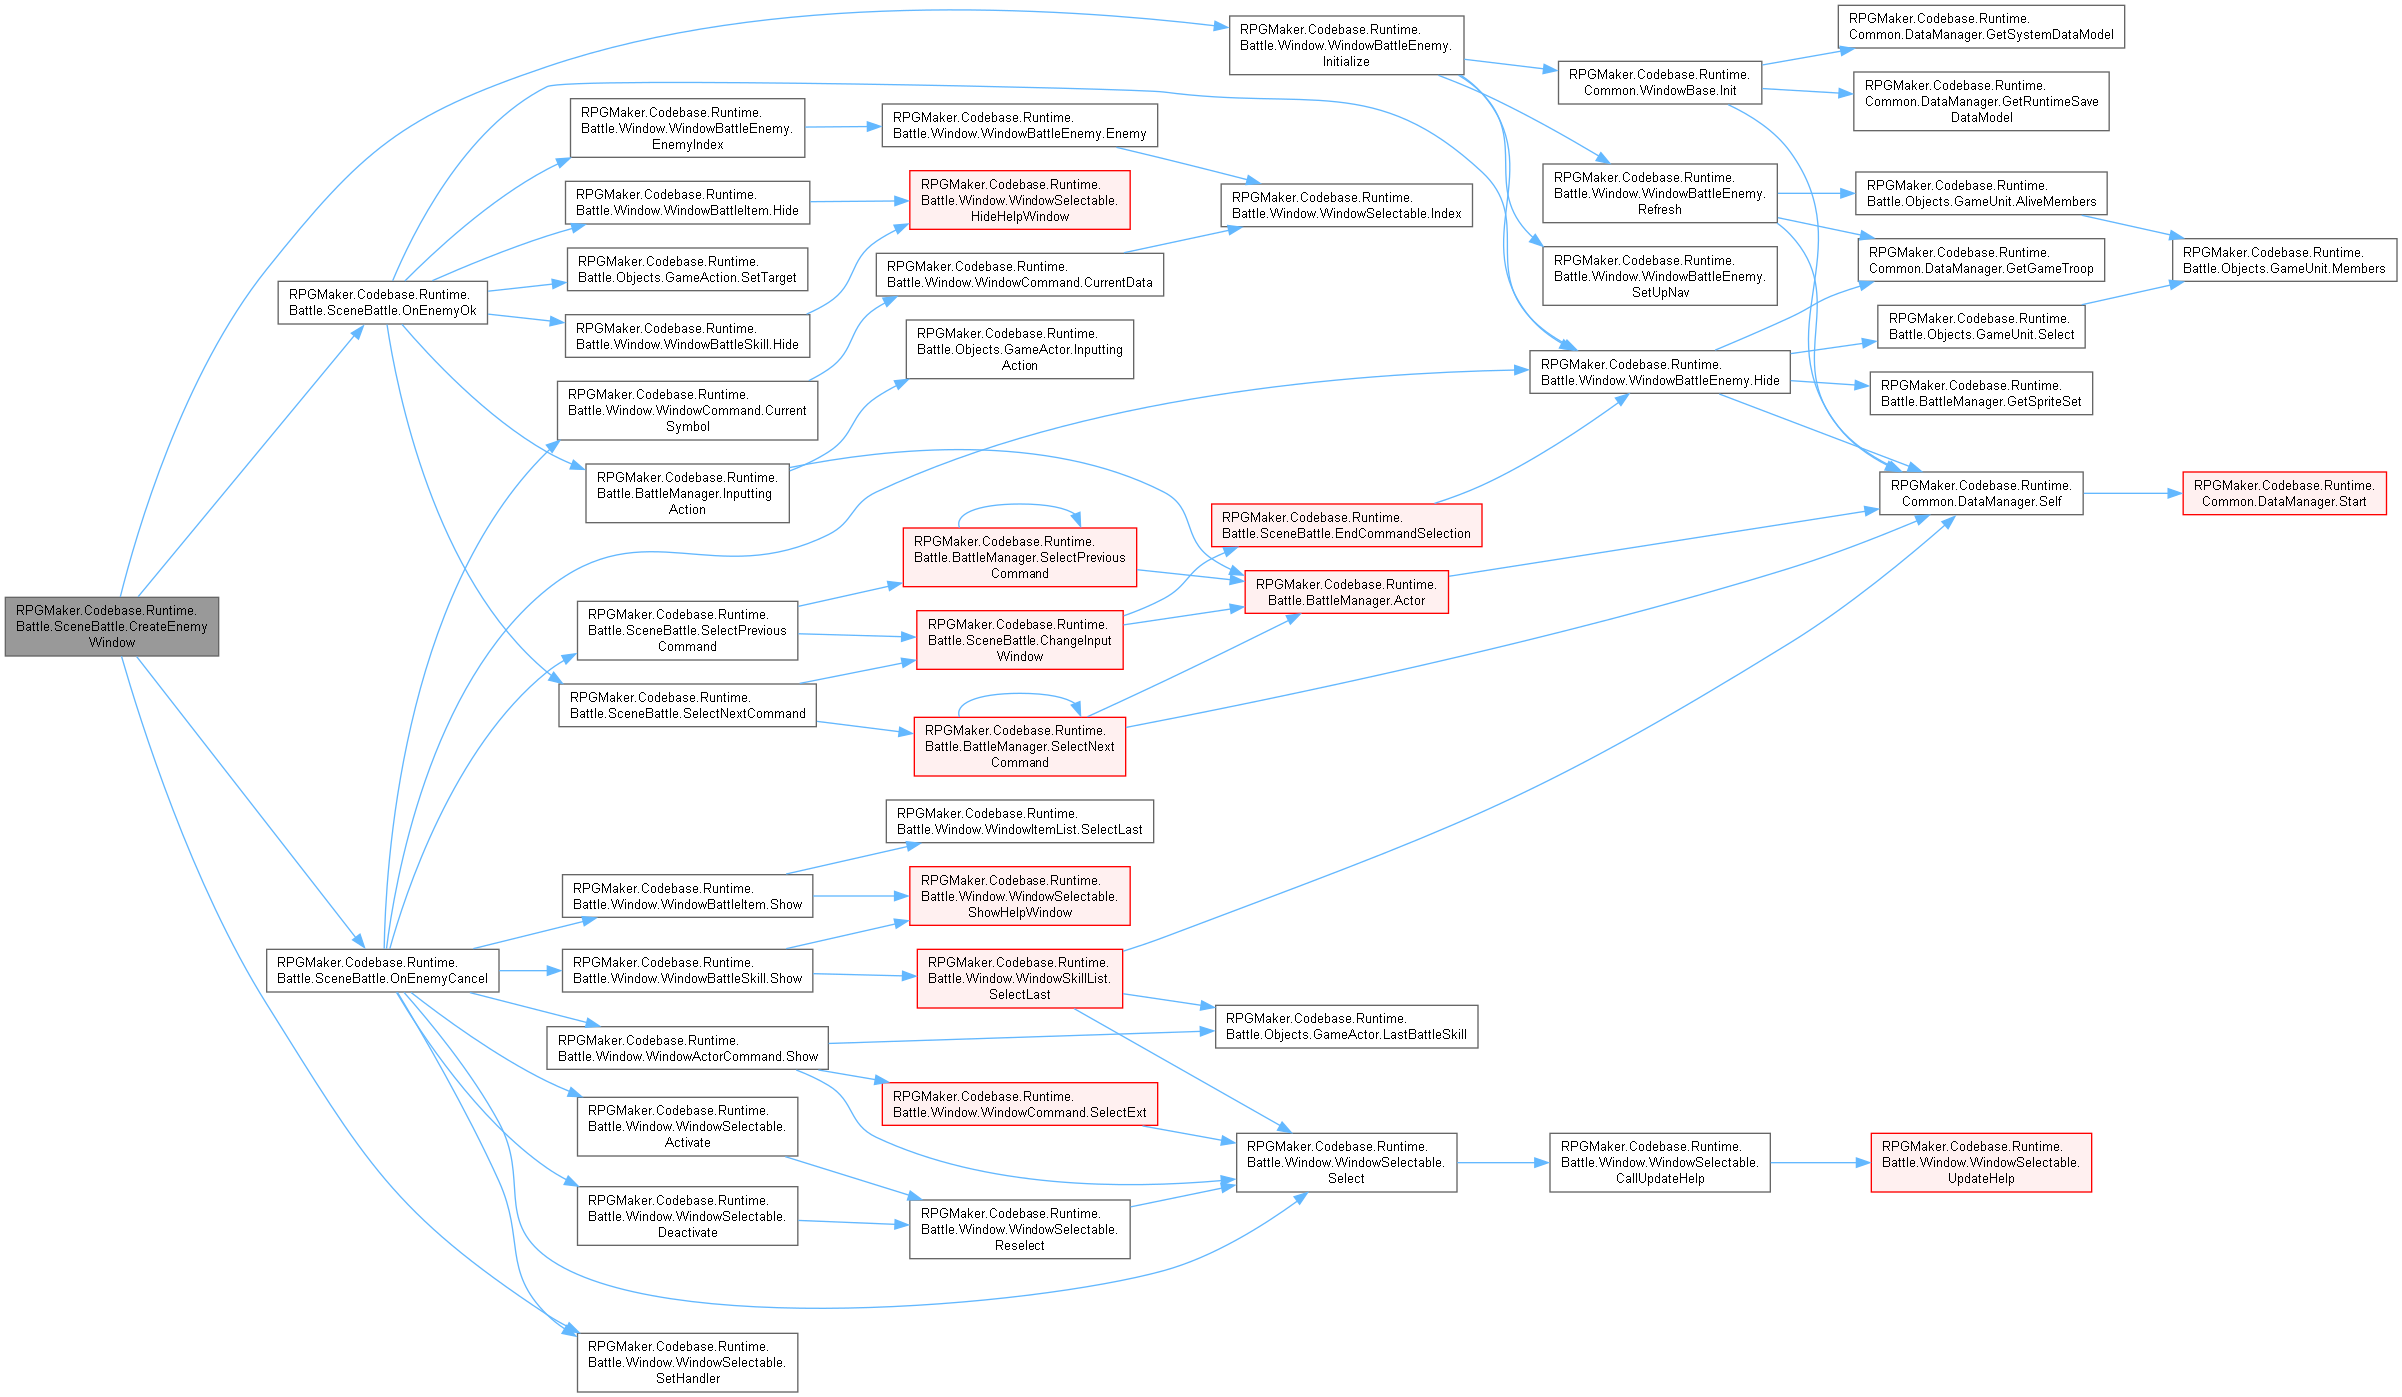 RPGMaker.Codebase.Runtime.
Battle.SceneBattle.CreateEnemy
Window
RPGMaker.Codebase.Runtime.
Battle.SceneBattle.OnEnemyOk
RPGMaker.Codebase.Runtime.
Battle.SceneBattle.OnEnemyCancel
RPGMaker.Codebase.Runtime.
Battle.Window.WindowBattleEnemy.
EnemyIndex
RPGMaker.Codebase.Runtime.
Battle.Window.WindowBattleItem.Hide
RPGMaker.Codebase.Runtime.
Battle.Objects.GameAction.SetTarget
RPGMaker.Codebase.Runtime.
Battle.Window.WindowBattleSkill.Hide
RPGMaker.Codebase.Runtime.
Battle.Window.WindowCommand.Current
Symbol
RPGMaker.Codebase.Runtime.
Battle.BattleManager.Inputting
Action
RPGMaker.Codebase.Runtime.
Battle.SceneBattle.SelectPrevious
Command
RPGMaker.Codebase.Runtime.
Battle.SceneBattle.SelectNextCommand
RPGMaker.Codebase.Runtime.
Battle.Window.WindowBattleItem.Show
RPGMaker.Codebase.Runtime.
Battle.Window.WindowBattleSkill.Show
RPGMaker.Codebase.Runtime.
Battle.Window.WindowActorCommand.Show
RPGMaker.Codebase.Runtime.
Battle.Window.WindowSelectable.
Activate
RPGMaker.Codebase.Runtime.
Battle.Window.WindowSelectable.
Deactivate
RPGMaker.Codebase.Runtime.
Battle.Window.WindowSelectable.
SetHandler
RPGMaker.Codebase.Runtime.
Battle.Window.WindowBattleEnemy.Enemy
RPGMaker.Codebase.Runtime.
Battle.Window.WindowSelectable.
HideHelpWindow
RPGMaker.Codebase.Runtime.
Battle.Window.WindowCommand.CurrentData
RPGMaker.Codebase.Runtime.
Battle.Objects.GameActor.Inputting
Action
RPGMaker.Codebase.Runtime.
Battle.BattleManager.SelectPrevious
Command
RPGMaker.Codebase.Runtime.
Battle.SceneBattle.ChangeInput
Window
RPGMaker.Codebase.Runtime.
Battle.BattleManager.SelectNext
Command
RPGMaker.Codebase.Runtime.
Battle.Window.WindowItemList.SelectLast
RPGMaker.Codebase.Runtime.
Battle.Window.WindowSelectable.
ShowHelpWindow
RPGMaker.Codebase.Runtime.
Battle.Window.WindowSkillList.
SelectLast
RPGMaker.Codebase.Runtime.
Battle.Window.WindowCommand.SelectExt
RPGMaker.Codebase.Runtime.
Battle.Window.WindowSelectable.
Reselect
RPGMaker.Codebase.Runtime.
Battle.Window.WindowBattleEnemy.
Initialize
RPGMaker.Codebase.Runtime.
Battle.Window.WindowSelectable.Index
RPGMaker.Codebase.Runtime.
Battle.SceneBattle.EndCommandSelection
RPGMaker.Codebase.Runtime.
Battle.BattleManager.Actor
RPGMaker.Codebase.Runtime.
Battle.Objects.GameActor.LastBattleSkill
RPGMaker.Codebase.Runtime.
Battle.Window.WindowSelectable.
Select
RPGMaker.Codebase.Runtime.
Common.WindowBase.Init
RPGMaker.Codebase.Runtime.
Battle.Window.WindowBattleEnemy.
Refresh
RPGMaker.Codebase.Runtime.
Battle.Window.WindowBattleEnemy.
SetUpNav
RPGMaker.Codebase.Runtime.
Battle.Window.WindowBattleEnemy.Hide
RPGMaker.Codebase.Runtime.
Battle.Window.WindowSelectable.
CallUpdateHelp
RPGMaker.Codebase.Runtime.
Common.DataManager.GetSystemDataModel
RPGMaker.Codebase.Runtime.
Common.DataManager.GetRuntimeSave
DataModel
RPGMaker.Codebase.Runtime.
Battle.Objects.GameUnit.AliveMembers
RPGMaker.Codebase.Runtime.
Common.DataManager.GetGameTroop
RPGMaker.Codebase.Runtime.
Battle.Objects.GameUnit.Select
RPGMaker.Codebase.Runtime.
Battle.BattleManager.GetSpriteSet
RPGMaker.Codebase.Runtime.
Common.DataManager.Self
RPGMaker.Codebase.Runtime.
Battle.Window.WindowSelectable.
UpdateHelp
RPGMaker.Codebase.Runtime.
Battle.Objects.GameUnit.Members
RPGMaker.Codebase.Runtime.
Common.DataManager.Start